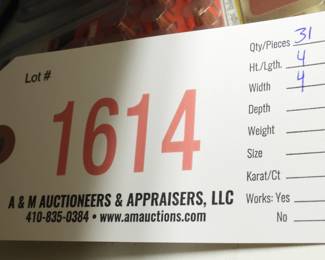 Lot #
1614
A & M AUCTIONEERS & APPRAISERS, LLC
410-835-0384 • www.amauctions.com
Qty/Pieces 31
Ht./Lgth. 4
Width 4
Depth
Weight
Size
Karat/Ct
Works: Yes
No